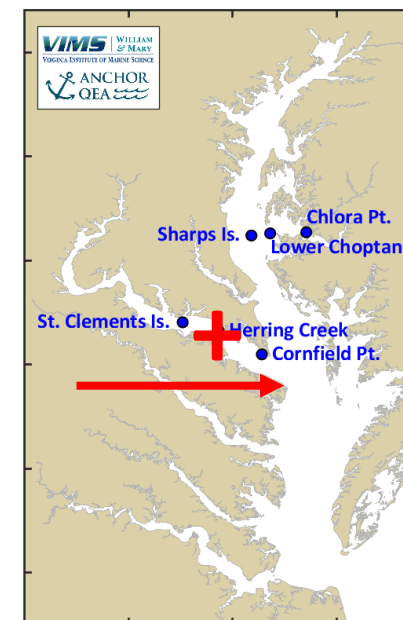 VIMS WILLIAM
& MARY
VIRGINIA INSTITUTE OF MARINE SCIENCE
ANCHOR
QEA
Chlora Pt.
Sharps Is.
Lower Choptan
St. Clements Is.
Herring Creek
Cornfield Pt.